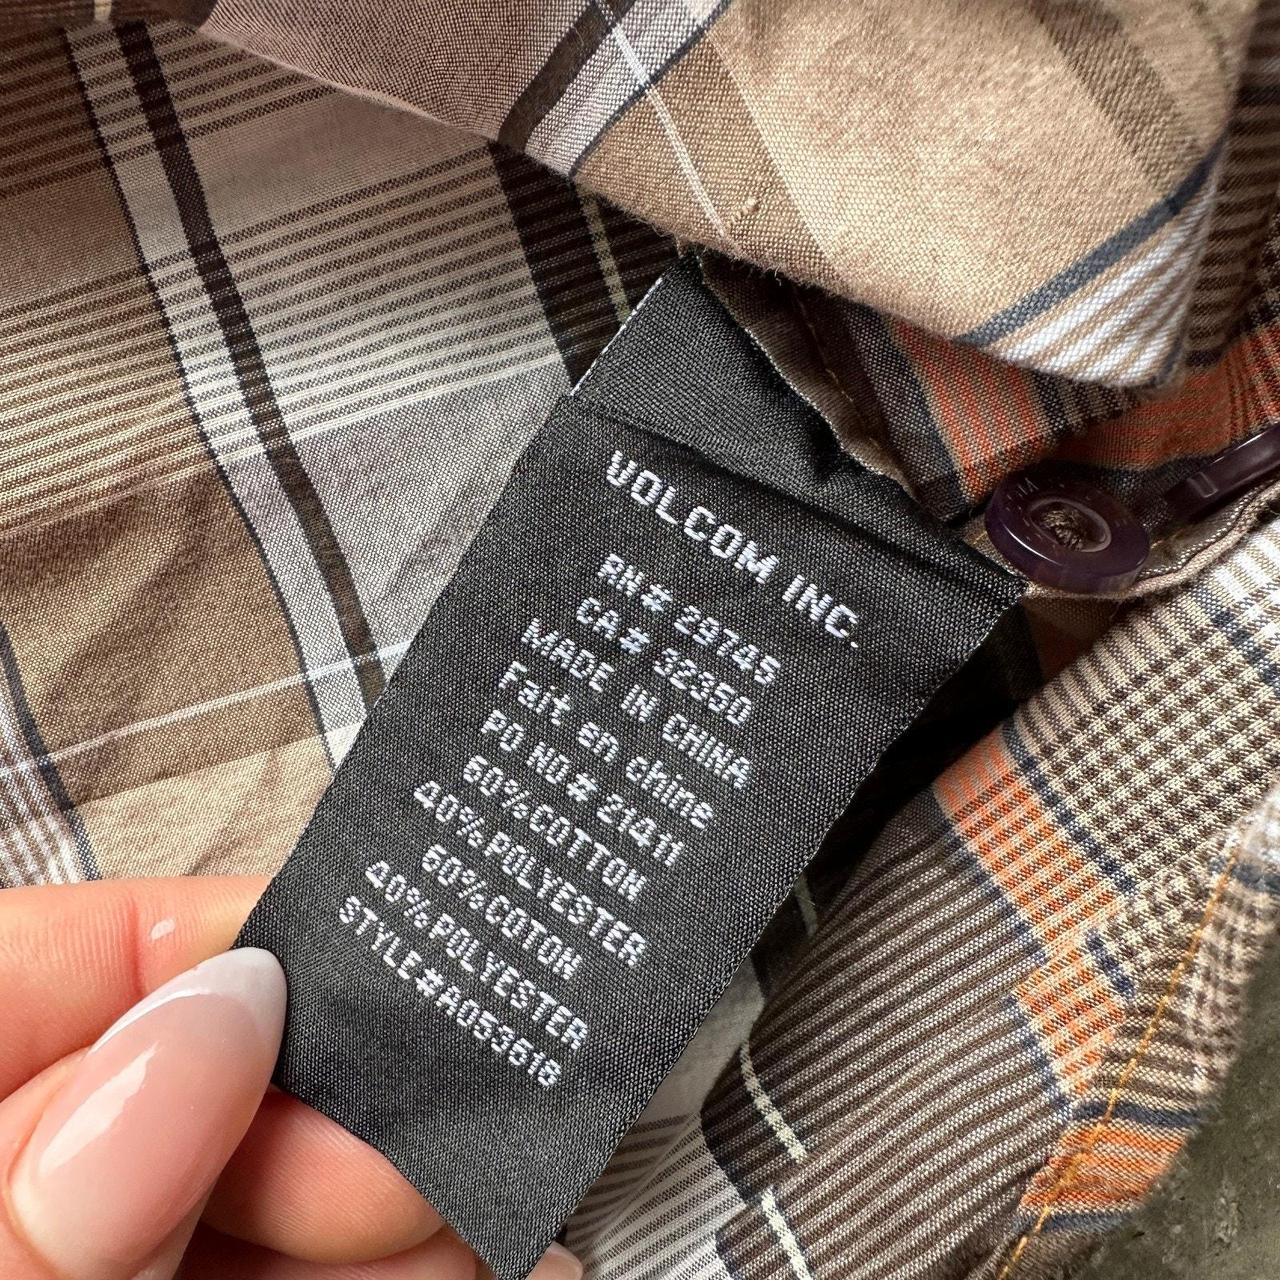 VOLCOM INC.
RN# 29745
CA# 32350
MADE IN CHINA
Fait en chine
PO NO# 21411
60%COTTON
40%POLYESTER
60%COTON
40%POLYESTER
STYLE#A053516